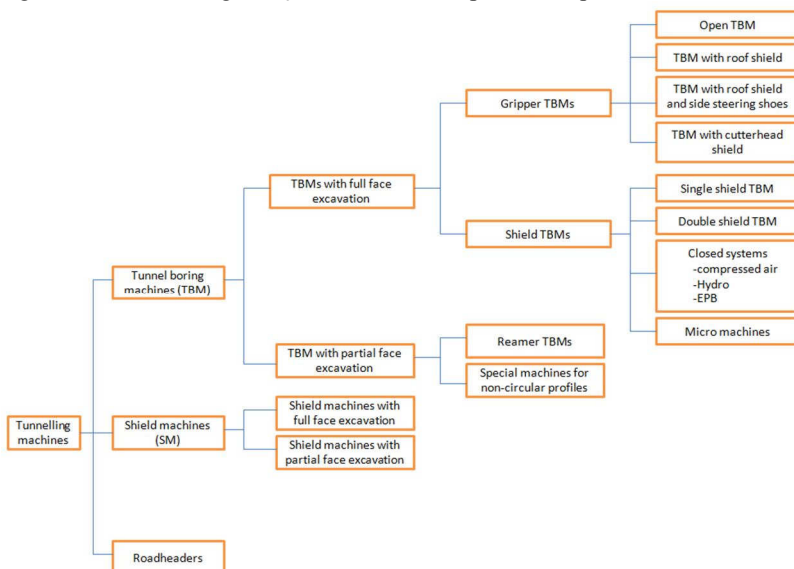 Open TBM
TBM with roof shield
TBM with roof shield
and side steering shoes
TBM with cutterhead
shield
Gripper TBMs
TBMs with full face
excavation
Single shield TBM
Double shield TBM
Closed systems
-compressed air
-Hydro
-EPB
Micro machines
Shield TBMs
Tunnel boring
machines (TBM)
TBM with partial face
excavation
Reamer TBMs
Special machines for
non-circular profiles
Tunnelling
machines
Shield machines
(SM)
Shield machines with
full face excavation
Shield machines with
partial face excavation
Roadheaders